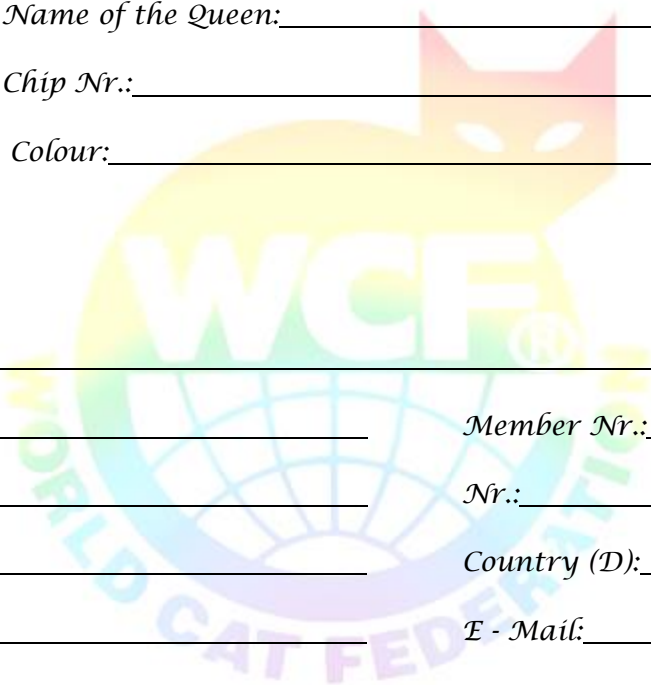 Name of the Queen:
Chip Nr.:
Colour:
WCF®
Member Nr.:
Nr.:
Country (D):
E - Mail:
WORLD CAT FEDERATION